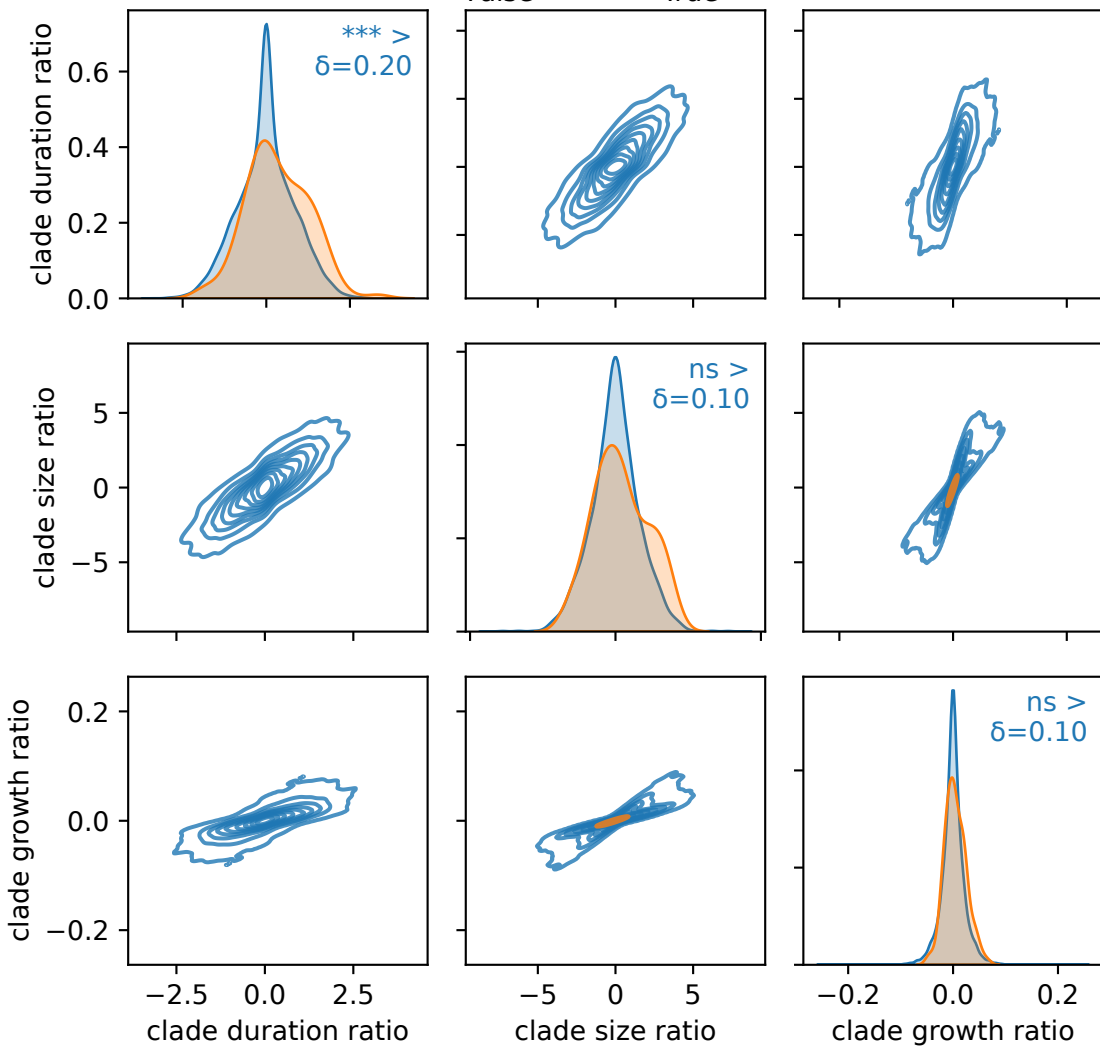 *** >
δ=0.20
clade duration ratio
0.6
0.4
0.2
0.0
ns >
δ=0.10
clade size ratio
5
0
−5
ns >
δ=0.10
clade growth ratio
0.2
0.0
−0.2
−2.5 0.0 2.5 −5 0 5 −0.2 0.0 0.2
clade duration ratio clade size ratio clade growth ratio